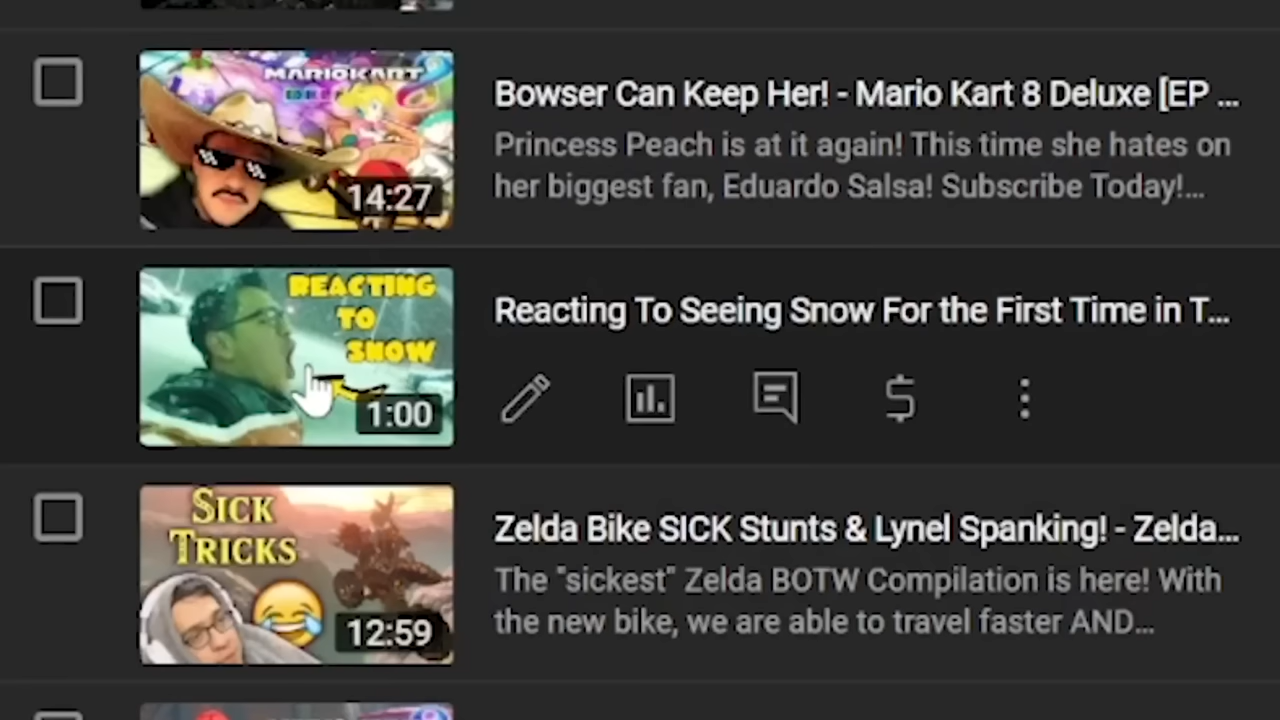 MARIOKART
14:27
Bowser Can Keep Her! - Mario Kart 8 Deluxe [EP ...
Princess Peach is at it again! This time she hates on
her biggest fan, Eduardo Salsa! Subscribe Today!...
REACTING
TO
SNOW
1:00
Reacting To Seeing Snow For the First Time in T...
SICK
TRICKS
12:59
Zelda Bike SICK Stunts & Lynel Spanking! - Zelda...
The "sickest" Zelda BOTW Compilation is here! With
the new bike, we are able to travel faster AND...